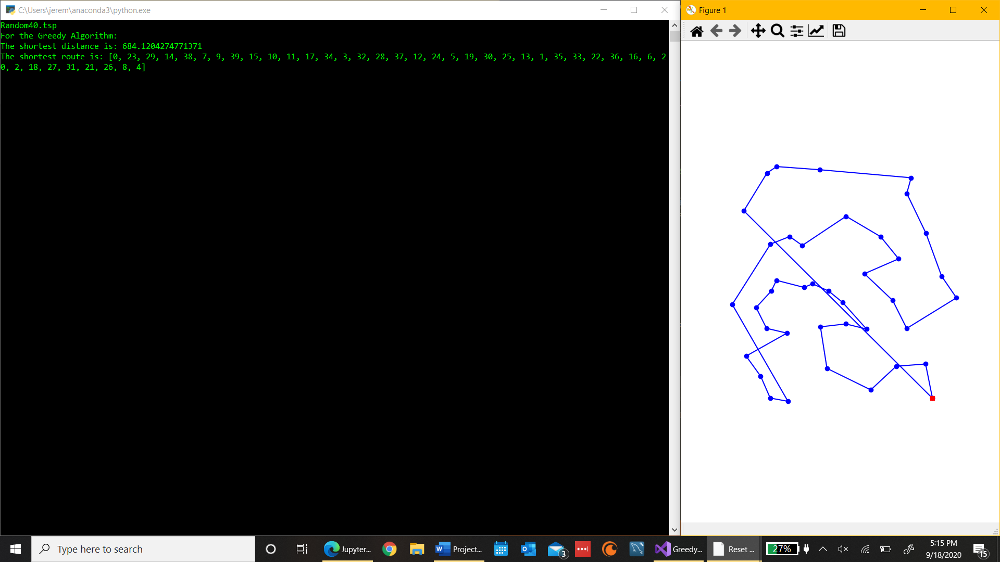 C:\Users\jerem\anaconda3\python.exe
Random40.tsp
For the Greedy Algorithm:
The shortest distance is: 684.1204274771371
The shortest route is: [0, 23, 29, 14, 38, 7, 9, 39, 15, 10, 11, 17, 34, 3, 32, 28, 37, 12, 24, 5, 19, 30, 25, 13, 1, 35, 33, 22, 36, 16, 6, 2
0, 2, 18, 27, 31, 21, 26, 8, 4]
Figure 1
Type here to search
Jupyter...
Project...
3
Greedy...
Reset ...
27%
5:15 PM
9/18/2020
15